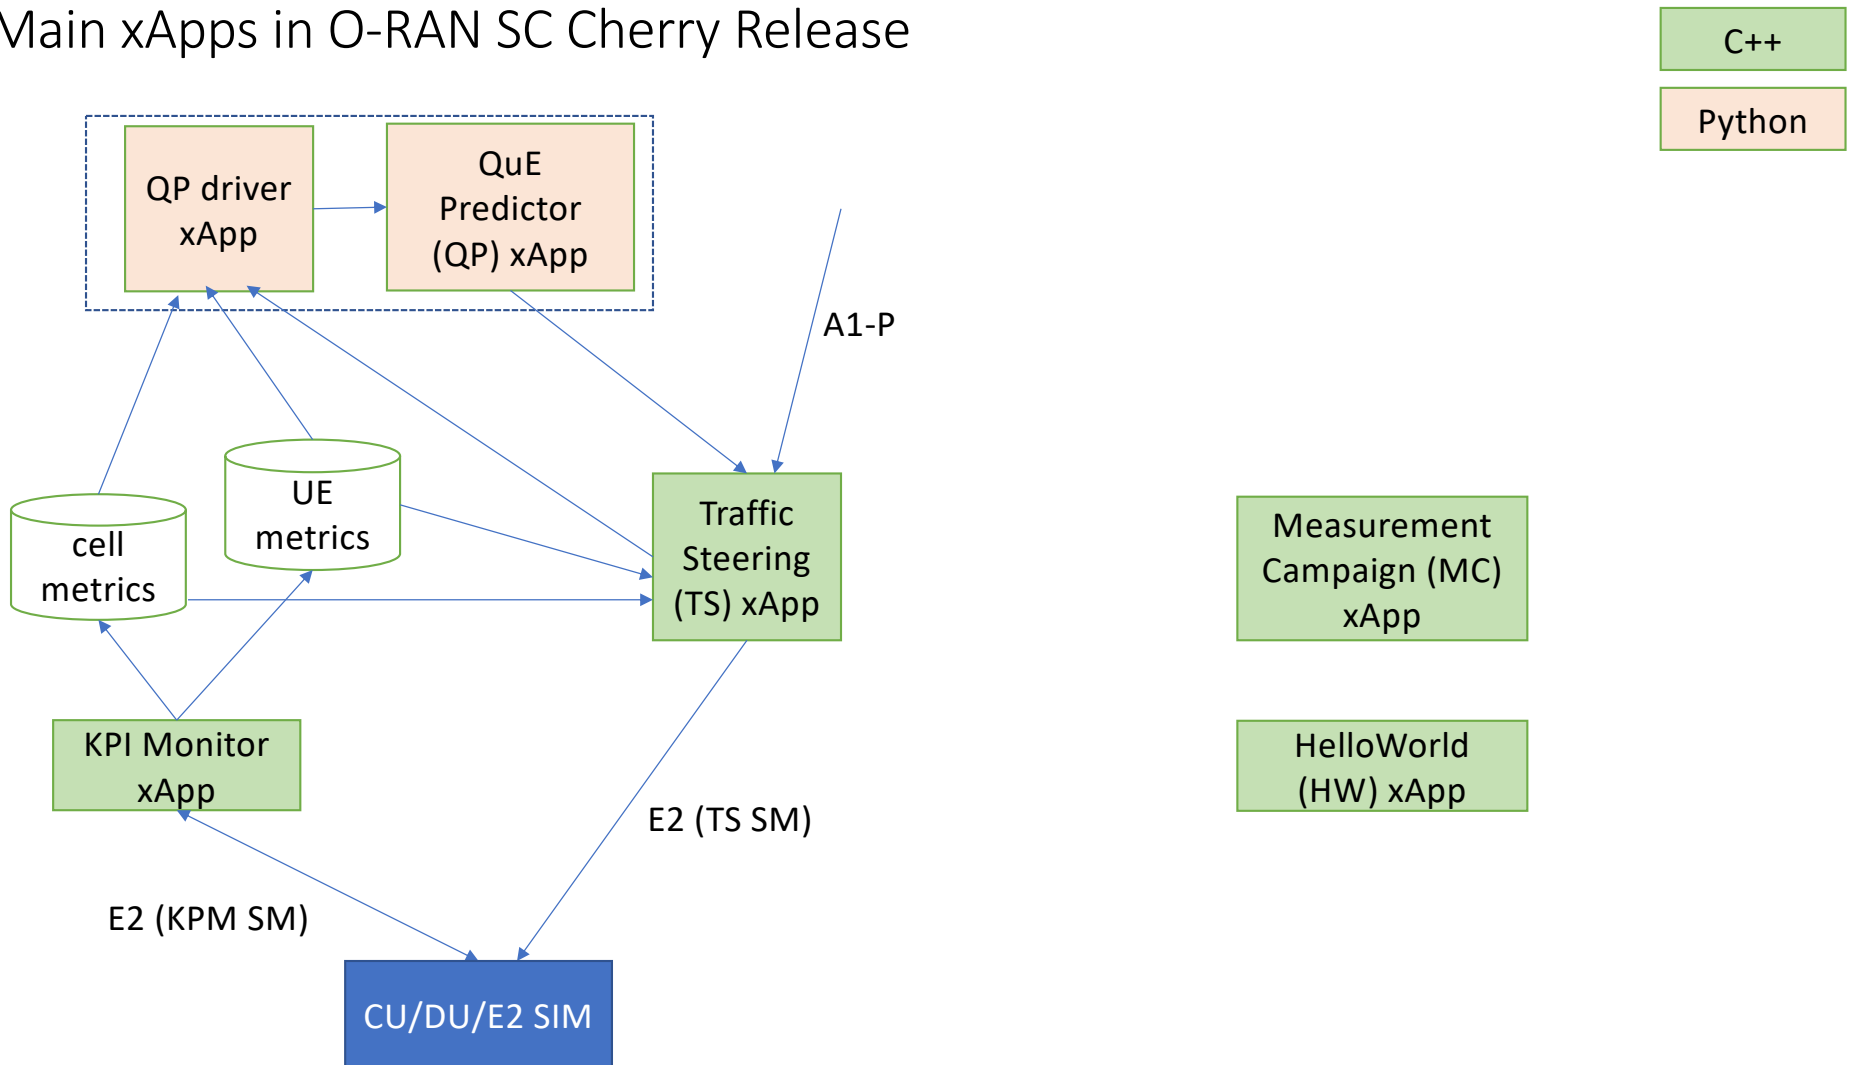 Main xApps in O-RAN SC Cherry Release
C++
Python
QP driver
xApp
QuE
Predictor
(QP) xApp
A1-P
cell
metrics
UE
metrics
Traffic
Steering
(TS) xApp
Measurement
Campaign (MC)
xApp
KPI Monitor
xApp
HelloWorld
(HW) xApp
E2 (TS SM)
E2 (KPM SM)
CU/DU/E2 SIM